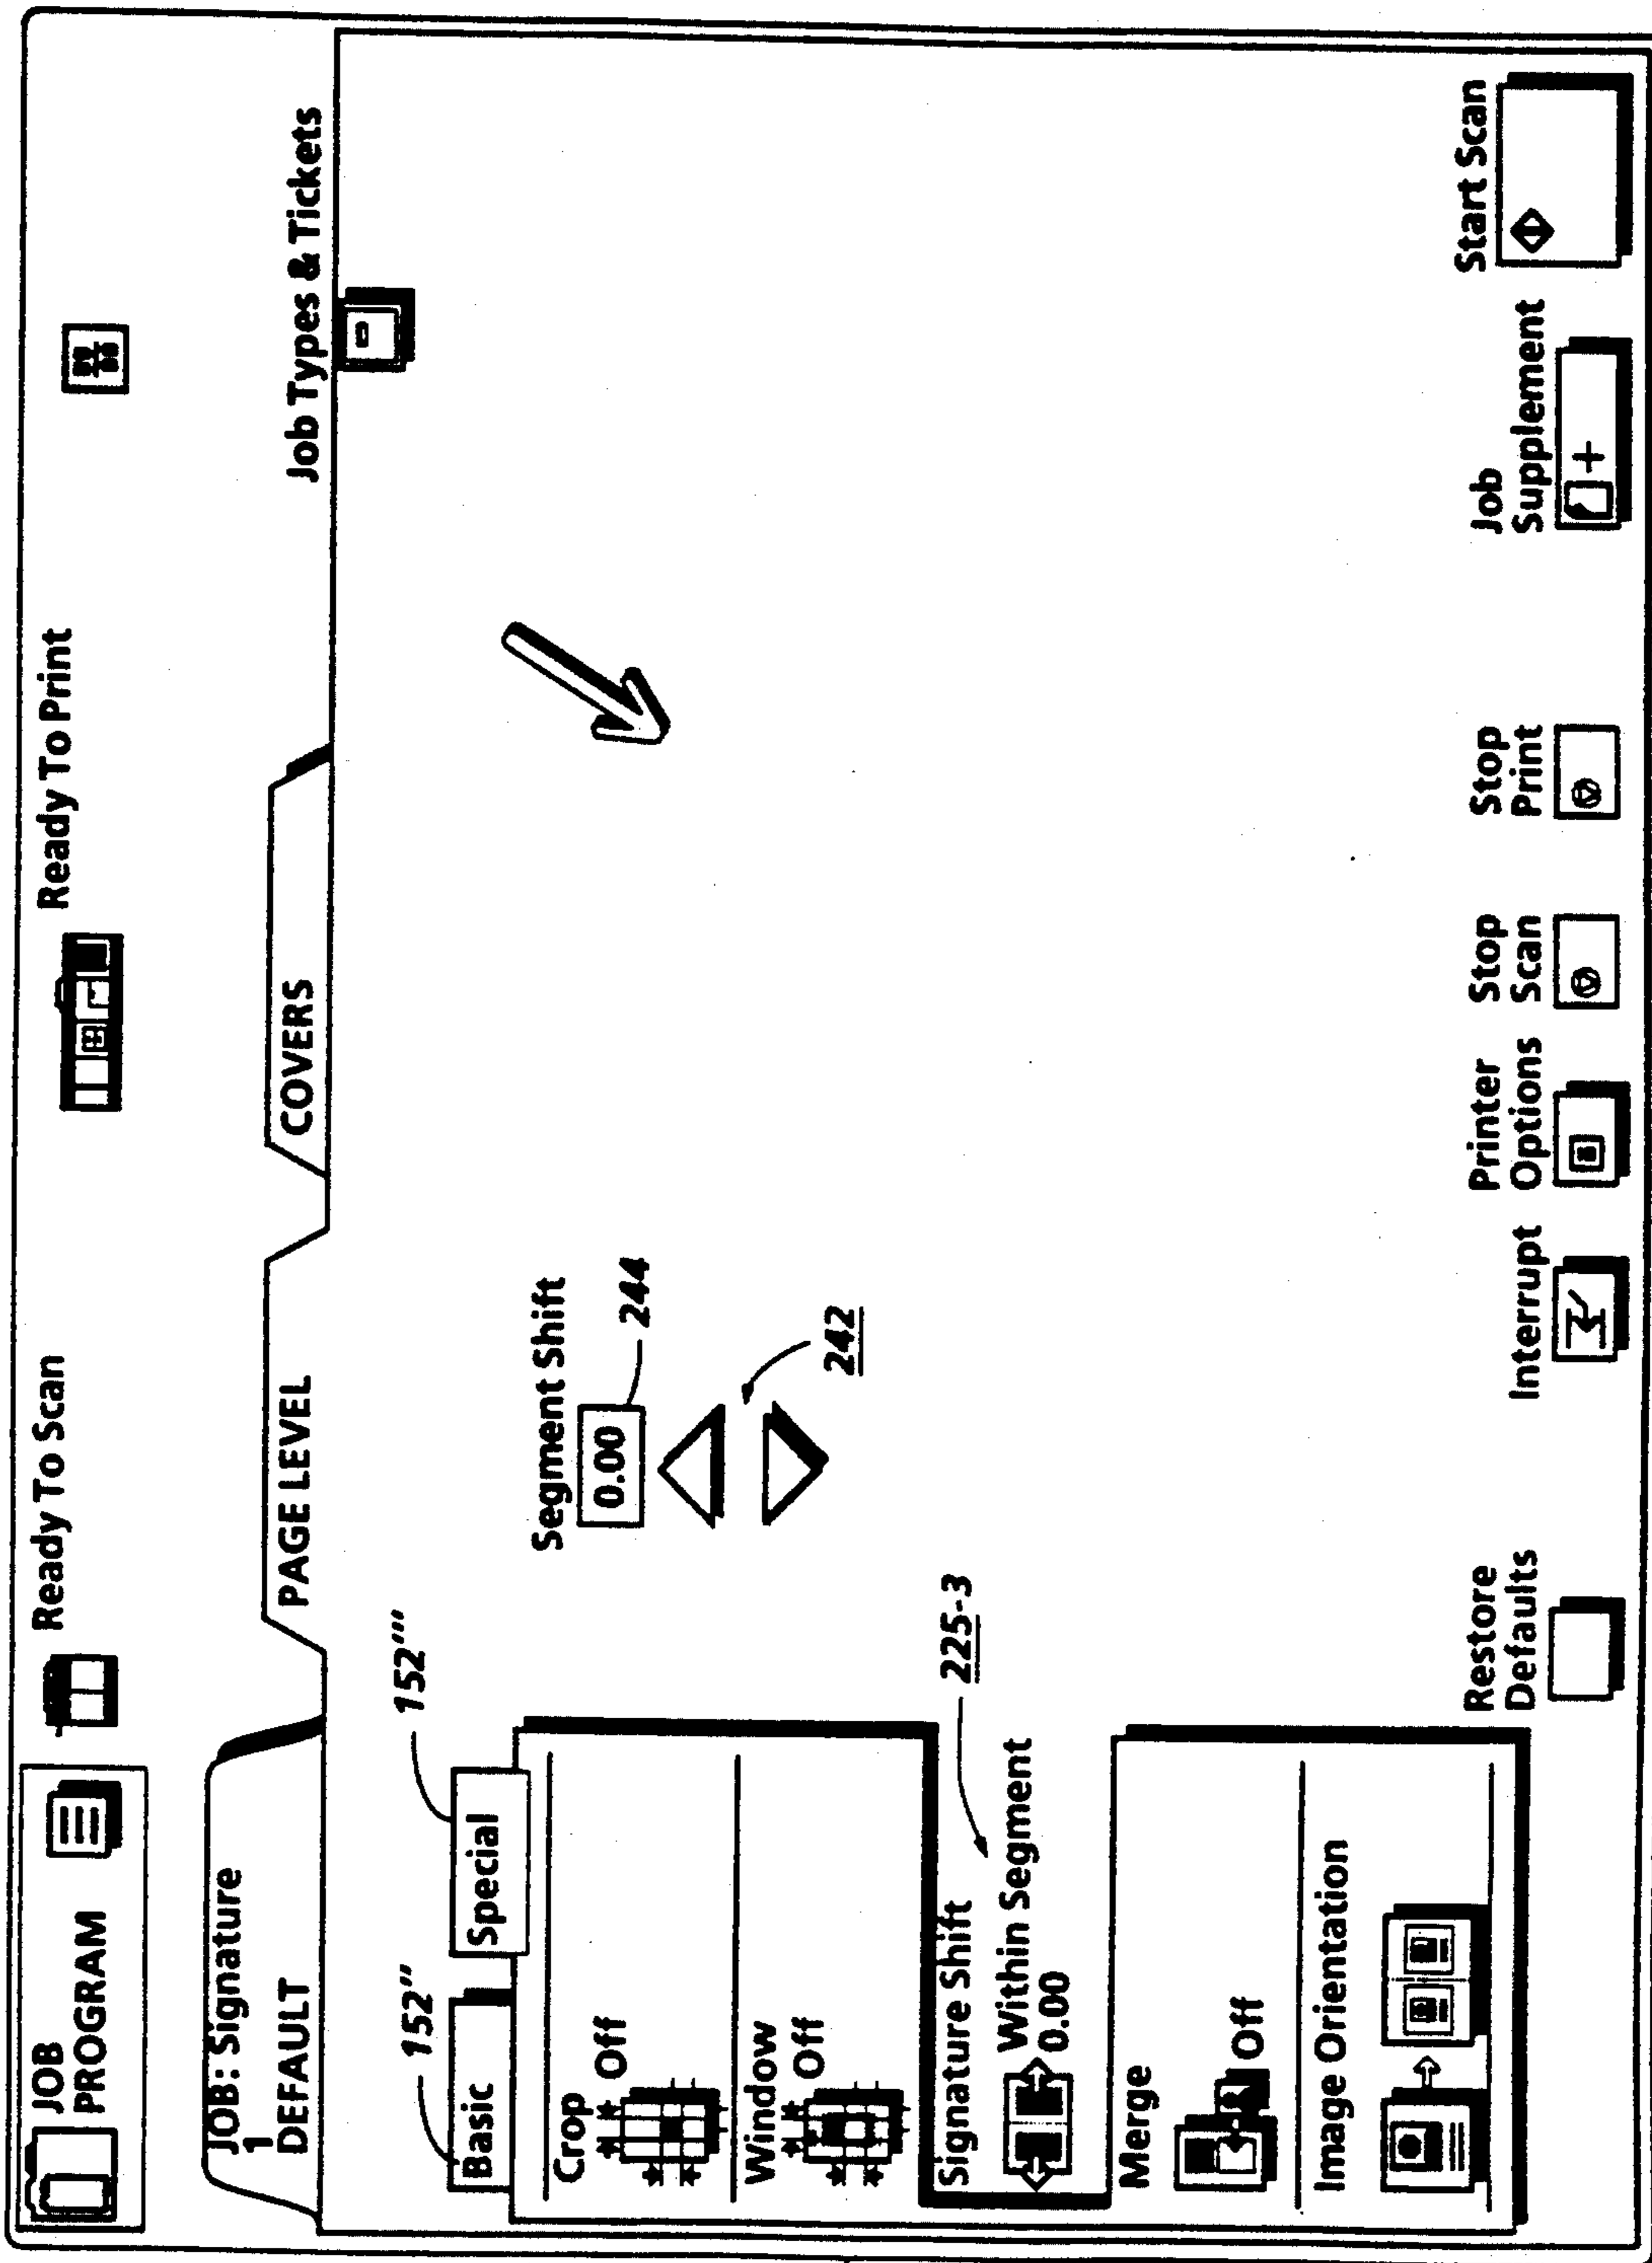 JOB
PROGRAM
Ready To Scan
Ready To Print
JOB: Signature
1
DEFAULT
PAGE LEVEL
COVERS
Job Types & Tickets
152"
152'"
Basic
Special
Crop
Off
Window
Off
Signature Shift
Within Segment
0.00
225-3
Merge
Off
Image Orientation
Segment Shift
0.00
244
242
Restore
Defaults
Interrupt
Printer
Options
Stop
Scan
Stop
Print
Job
Supplement
Start Scan